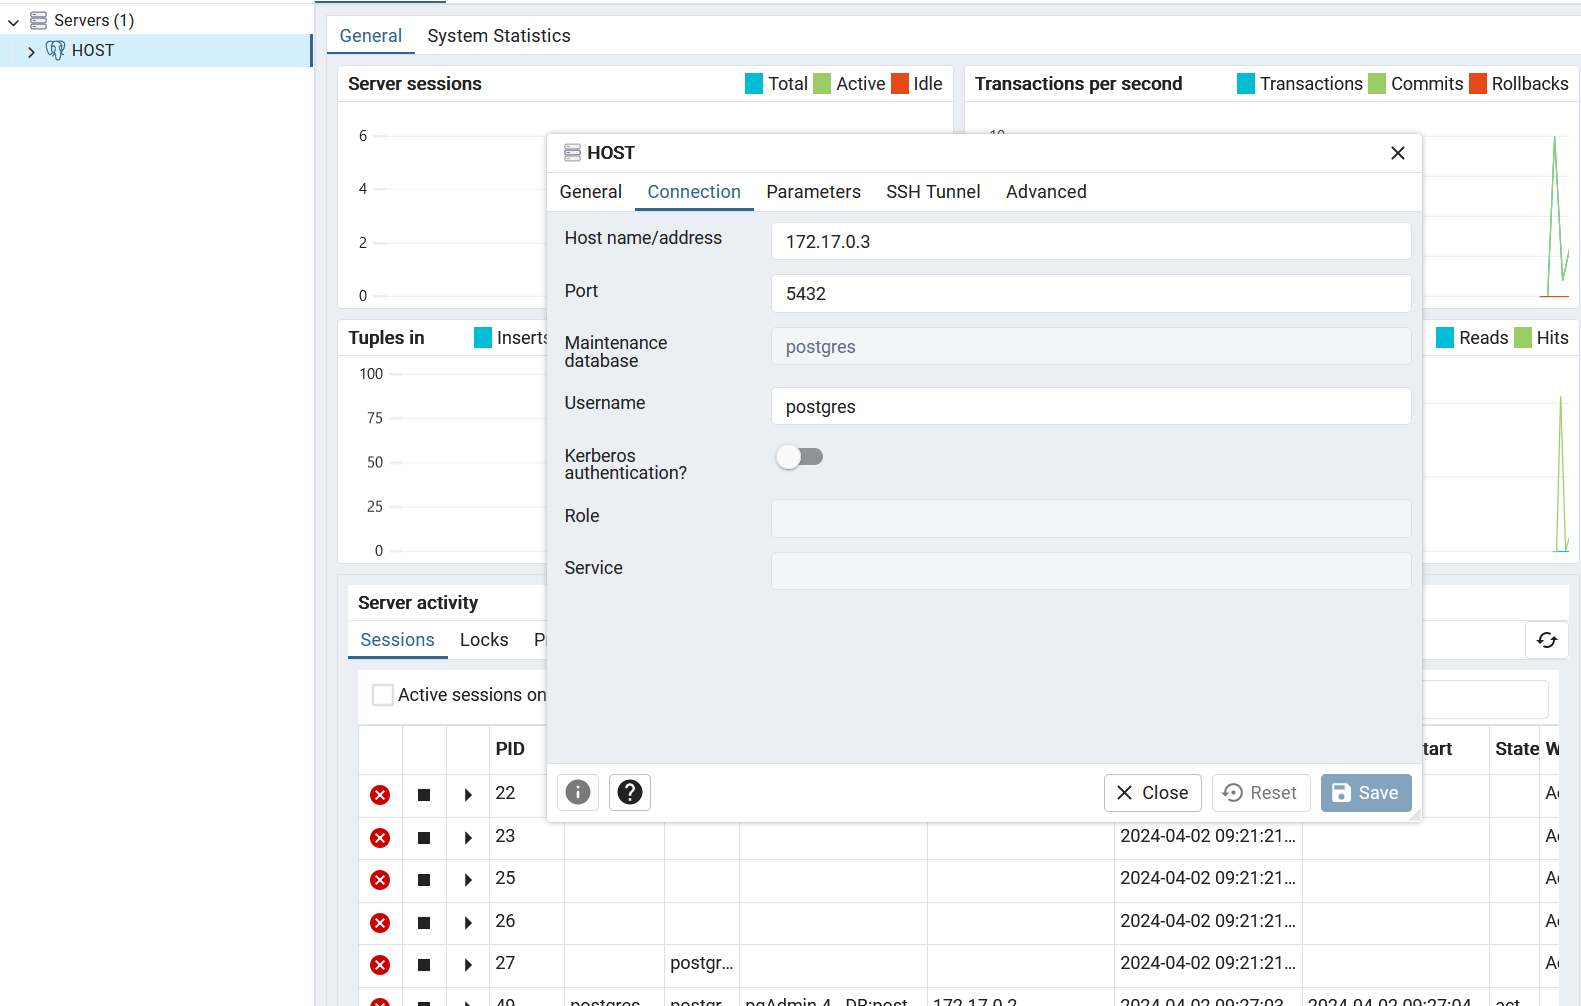 Servers (1)
HOST
General System Statistics
Server sessions Total Active Idle
Transactions per second Transactions Commits Rollbacks
6
4
2
0
10
Tuples in Inserts
100
75
50
25
0
Reads Hits
HOST
General Connection Parameters SSH Tunnel Advanced
Host name/address 172.17.0.3
Port 5432
Maintenance
database
postgres
Username postgres
Kerberos
authentication?
Role
Service
i ? Close Reset Save
Server activity
Sessions Locks P
Active sessions on
PID tart State W
22 A
23 2024-04-02 09:21:21... A
25 2024-04-02 09:21:21... A
26 2024-04-02 09:21:21... A
27 postgr... 2024-04-02 09:21:21... A
49 postgres postgr... pgAdmin 4 - DB:post... 172.17.0.2 2024-04-02 09:27:03 2024-04-02 09:27:04 act